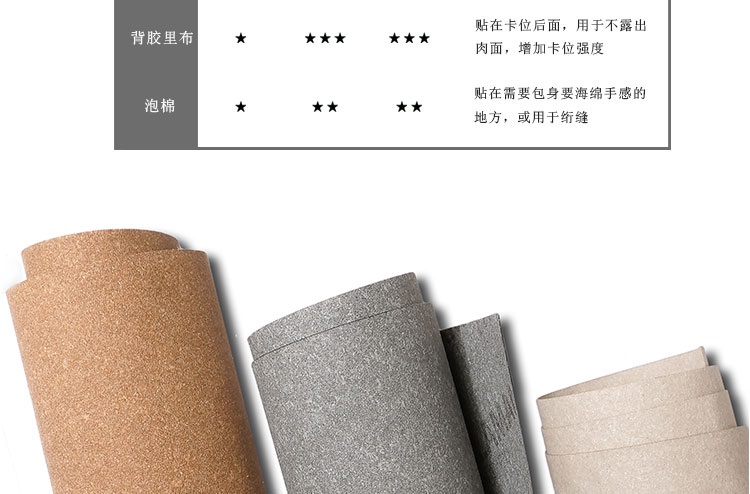 背胶里布 ★ ★★★ ★★★ 贴在卡位后面，用于不露出
肉面，增加卡位强度
泡棉 ★ ★★ ★★ 贴在需要包身要海绵手感的
地方，或用于绗缝